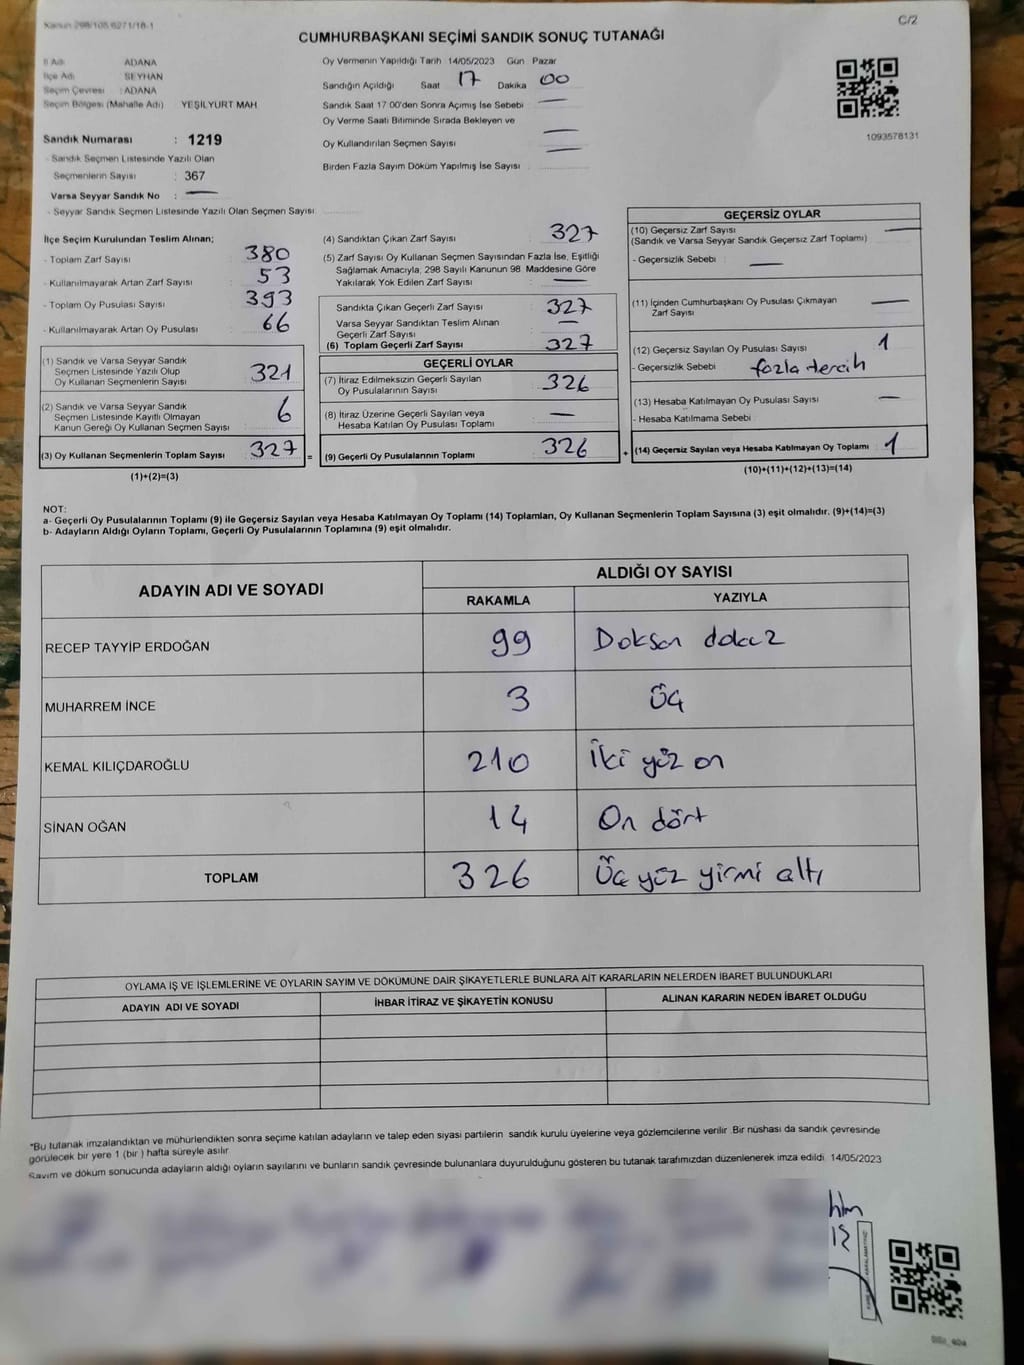 Kanun 298/105,6271/18-1
C/2
CUMHURBAŞKANI SEÇİMİ SANDIK SONUÇ TUTANAĞI
İl Adı ADANA
İlçe Adı SEYHAN
Seçim Çevresi : ADANA
Seçim Bölgesi (Mahalle Adı) YEŞİLYURT MAH
Sandık Numarası : 1219
- Sandık Seçmen Listesinde Yazılı Olan
Seçmenlerin Sayısı : 367
Varsa Seyyar Sandık No : —
- Seyyar Sandık Seçmen Listesinde Yazılı Olan Seçmen Sayısı
Oy Vermenin Yapıldığı Tarih 14/05/2023 Gün Pazar
Sandığın Açıldığı Saat 17 Dakika 00
Sandık Saat 17 00'den Sonra Açımış İse Sebebi —
Oy Verme Saati Bitiminde Sırada Bekleyen ve
Oy Kullandırılan Seçmen Sayısı —
Birden Fazla Sayım Döküm Yapılmış İse Sayısı
1093578131
İlçe Seçim Kurulundan Teslim Alınan;
- Toplam Zarf Sayısı 380
- Kullanılmayarak Artan Zarf Sayısı 53
- Toplam Oy Pusulası Sayısı 393
- Kullanılmayarak Artan Oy Pusulası 66
(1) Sandık ve Varsa Seyyar Sandık
Seçmen Listesinde Yazılı Olup
Oy Kullanan Seçmenlerin Sayısı 321
(2) Sandık ve Varsa Seyyar Sandık
Seçmen Listesinde Kayıtlı Olmayan
Kanun Gereği Oy Kullanan Seçmen Sayısı 6
(3) Oy Kullanan Seçmenlerin Toplam Sayısı 327 =
(1)+(2)=(3)
(4) Sandıktan Çıkan Zarf Sayısı 327
(5) Zarf Sayısı Oy Kullanan Seçmen Sayısından Fazla İse, Eşitliği
Sağlamak Amacıyla, 298 Sayılı Kanunun 98 Maddesine Göre
Yakılarak Yok Edilen Zarf Sayısı —
Sandıkta Çıkan Geçerli Zarf Sayısı 327
Varsa Seyyar Sandıktan Teslim Alınan
Geçerli Zarf Sayısı —
(6) Toplam Geçerli Zarf Sayısı 327
GEÇERLİ OYLAR
(7) İtiraz Edilmeksizin Geçerli Sayılan
Oy Pusulalarının Sayısı 326
(8) İtiraz Üzerine Geçerli Sayılan veya
Hesaba Katılan Oy Pusulası Toplamı —
(9) Geçerli Oy Pusulalarının Toplamı 326 +
GEÇERSİZ OYLAR
(10) Geçersiz Zarf Sayısı —
(Sandık ve Varsa Seyyar Sandık Geçersiz Zarf Toplamı)
- Geçersizlik Sebebi —
(11) İçinden Cumhurbaşkanı Oy Pusulası Çıkmayan
Zarf Sayısı —
(12) Geçersiz Sayılan Oy Pusulası Sayısı 1
- Geçersizlik Sebebi fazla tercih
(13) Hesaba Katılmayan Oy Pusulası Sayısı —
- Hesaba Katılmama Sebebi
(14) Geçersiz Sayılan veya Hesaba Katılmayan Oy Toplamı 1
(10)+(11)+(12)+(13)=(14)
NOT:
a- Geçerli Oy Pusulalarının Toplamı (9) ile Geçersiz Sayılan veya Hesaba Katılmayan Oy Toplamı (14) Toplamları, Oy Kullanan Seçmenlerin Toplam Sayısına (3) eşit olmalıdır. (9)+(14)=(3)
b- Adayların Aldığı Oyların Toplamı, Geçerli Oy Pusulalarının Toplamına (9) eşit olmalıdır.
ADAYIN ADI VE SOYADI ALDIĞI OY SAYISI
RAKAMLA YAZIYLA
RECEP TAYYİP ERDOĞAN 99 Doksan dokuz
MUHARREM İNCE 3 Üç
KEMAL KILIÇDAROĞLU 210 İki yüz on
SİNAN OĞAN 14 On dört
TOPLAM 326 Üç yüz yirmi altı
OYLAMA İŞ VE İŞLEMLERİNE VE OYLARIN SAYIM VE DÖKÜMÜNE DAİR ŞİKAYETLERLE BUNLARA AİT KARARLARIN NELERDEN İBARET BULUNDUKLARI
ADAYIN ADI VE SOYADI İHBAR İTİRAZ VE ŞİKAYETİN KONUSU ALINAN KARARIN NEDEN İBARET OLDUĞU
*Bu tutanak imzalandıktan ve mühürlendikten sonra seçime katılan adayların ve talep eden siyasi partilerin sandık kurulu üyelerine veya gözlemcilerine verilir. Bir nüshası da sandık çevresinde
görülecek bir yere 1 (bir ) hafta süreyle asılır.
Sayım ve döküm sonucunda adayların aldığı oyların sayılarını ve bunların sandık çevresinde bulunanlara duyurulduğunu gösteren bu tutanak tarafımızdan düzenlenerek imza edildi. 14/05/2023